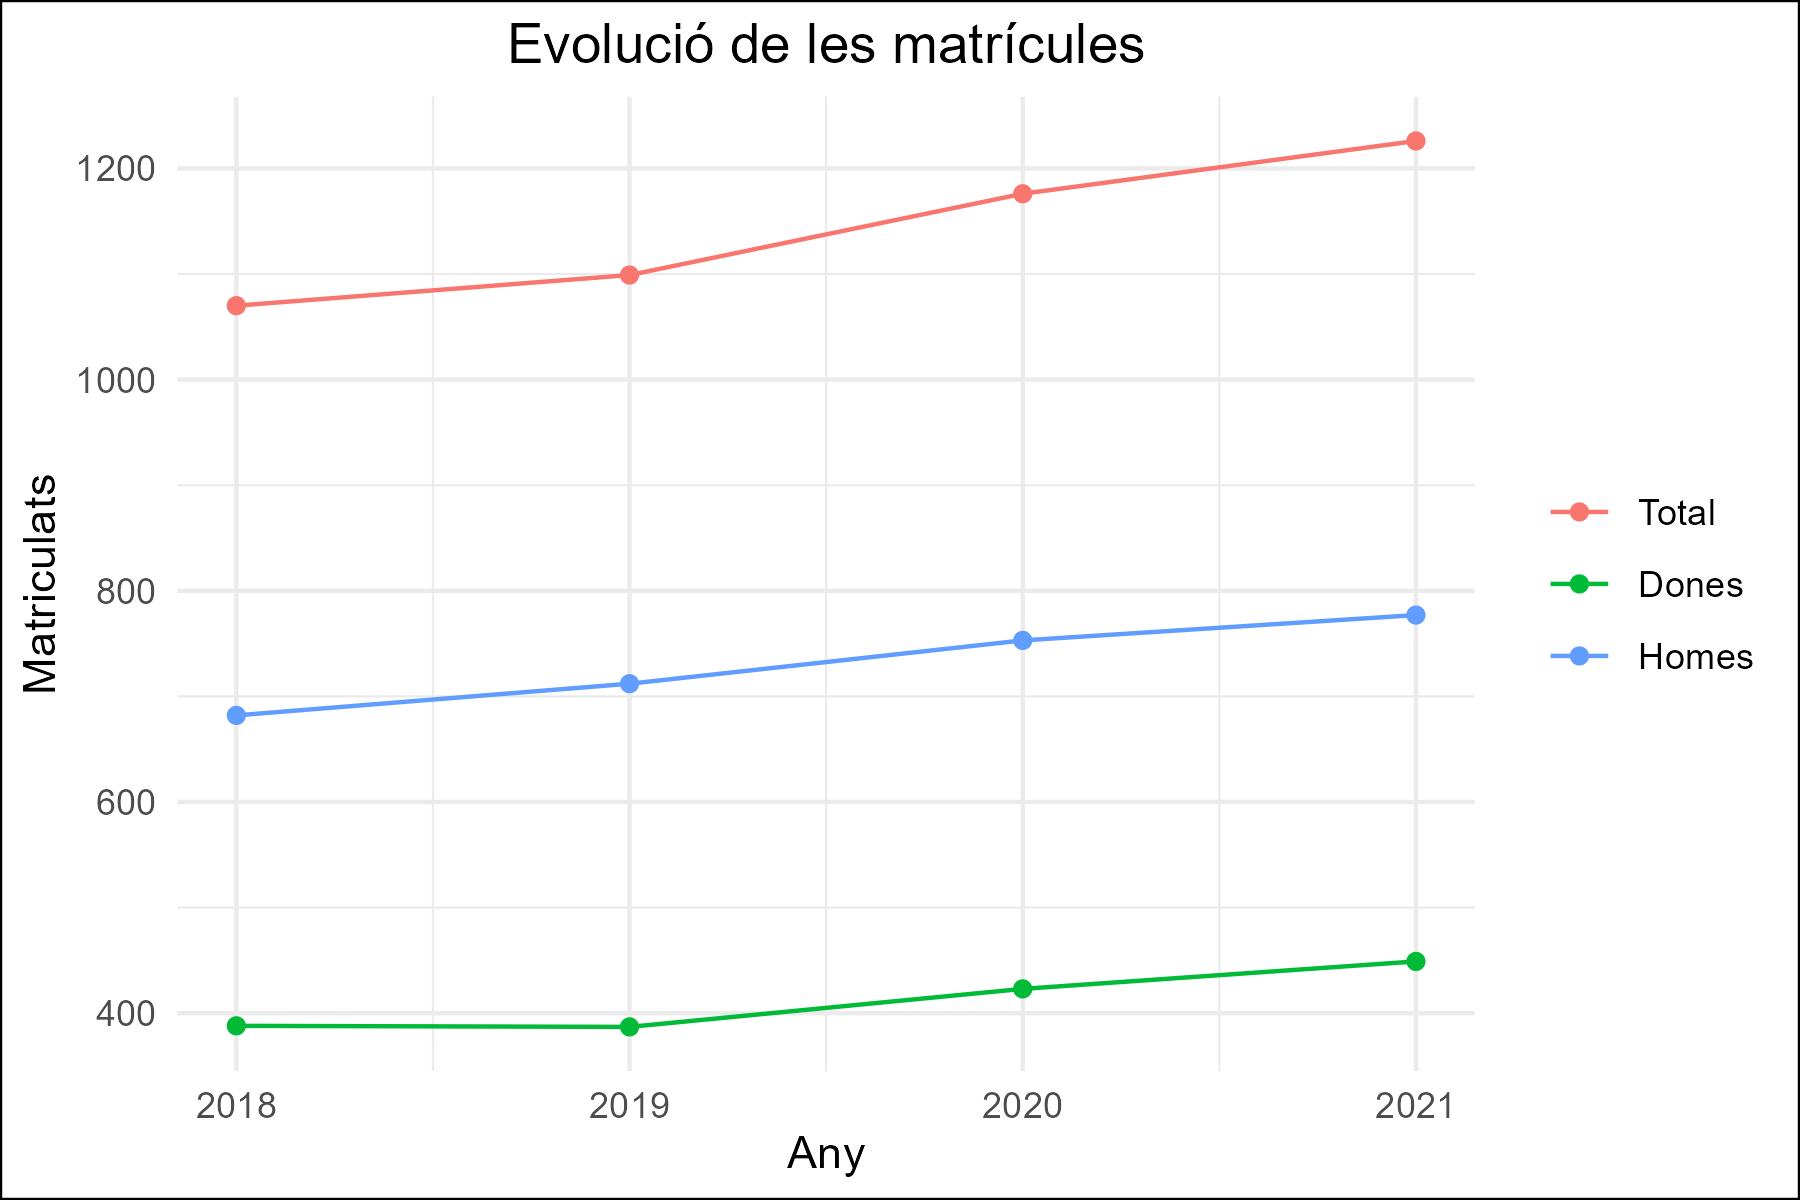 Evolució de les matrícules
1200
1000
800
600
400
Matriculats
2018
2019
2020
2021
Any
Total
Dones
Homes